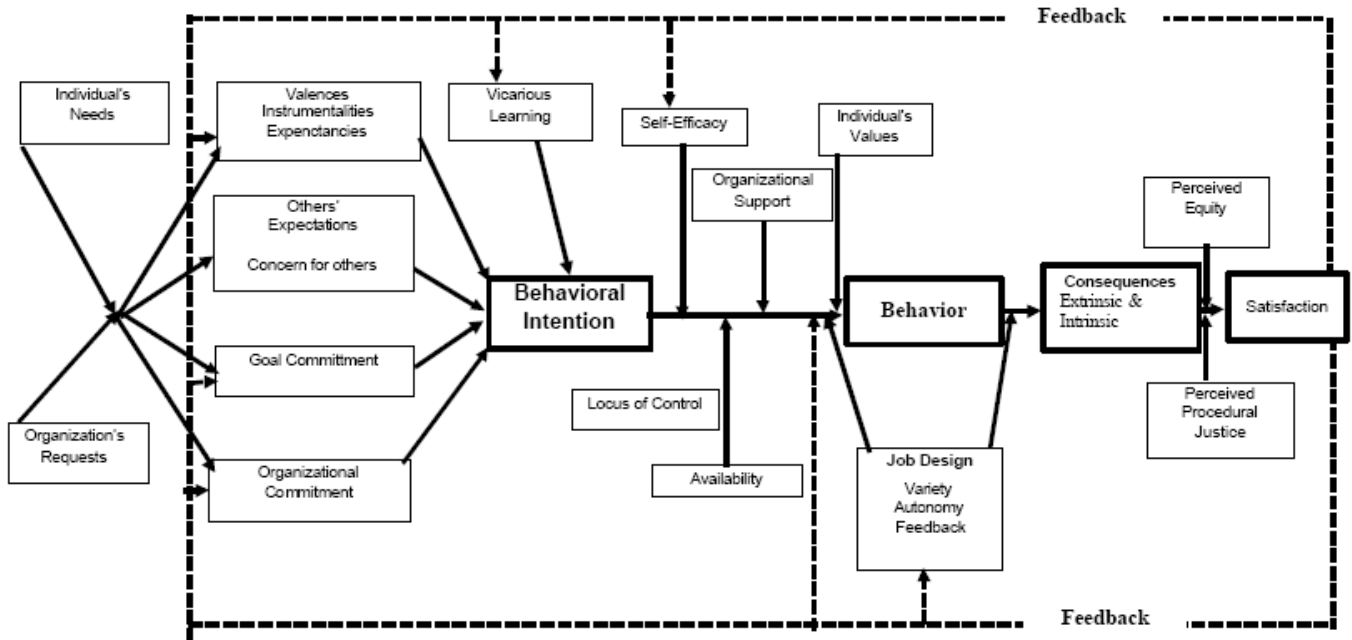 Feedback
Individual's
Needs
Valences
Instrumentalities
Expenctancies
Vicarious
Learning
Self-Efficacy
Individual's
Values
Organizational
Support
Perceived
Equity
Others'
Expectations
Concern for others
Behavioral
Intention
Behavior
Consequences
Extrinsic &
Intrinsic
Satisfaction
Goal Committment
Locus of Control
Perceived
Procedural
Justice
Organization's
Requests
Organizational
Commitment
Availability
Job Design
Variety
Autonomy
Feedback
Feedback